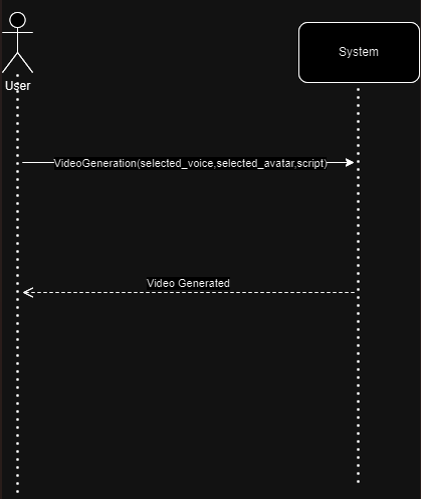 System
User
VideoGeneration(selected_voice,selected_avatar,script)
Video Generated